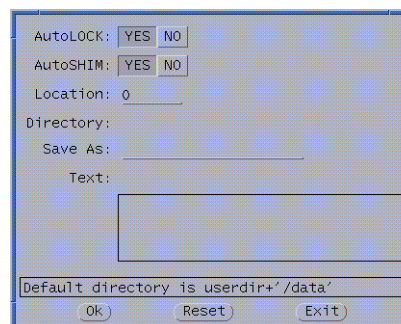 AutoLOCK: YES NO
AutoSHIM: YES NO
Location: 0
Directory:
Save As:
Text:
Default directory is userdir+'/data'
Ok Reset Exit